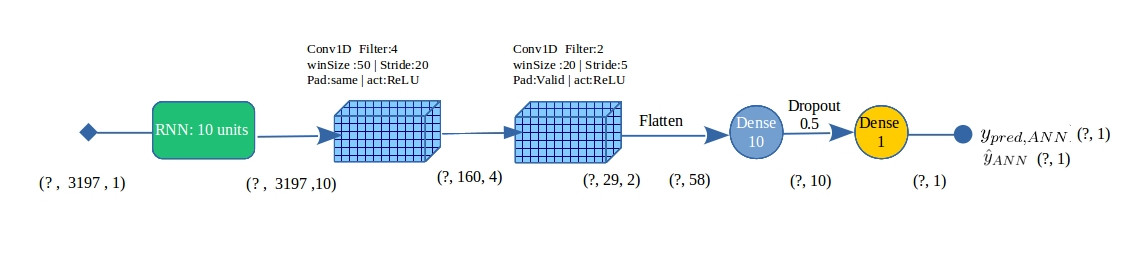 Conv1D Filter:4
winSize :50 | Stride:20
Pad:same | act:ReLU
Conv1D Filter:2
winSize :20 | Stride:5
Pad:Valid | act:ReLU
RNN: 10 units
Flatten
Dense
10
Dropout
0.5
Dense
1
y_{pred,ANN} (?, 1)
ŷ_{ANN} (?, 1)
(? , 3197 , 1)
(? , 3197 ,10)
(?, 160, 4)
(?, 29, 2)
(?, 58)
(?, 10)
(?, 1)